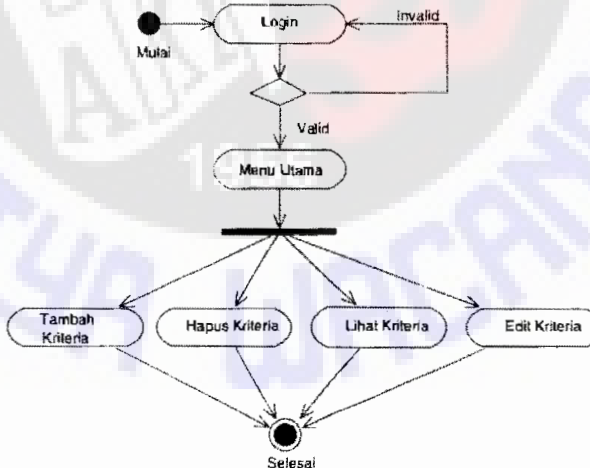 Login
Invalid
Mulai
Valid
Menu Utama
Tambah
Kriteria
Hapus Kriteria
Lihat Kriteria
Edit Kriteria
Selesai